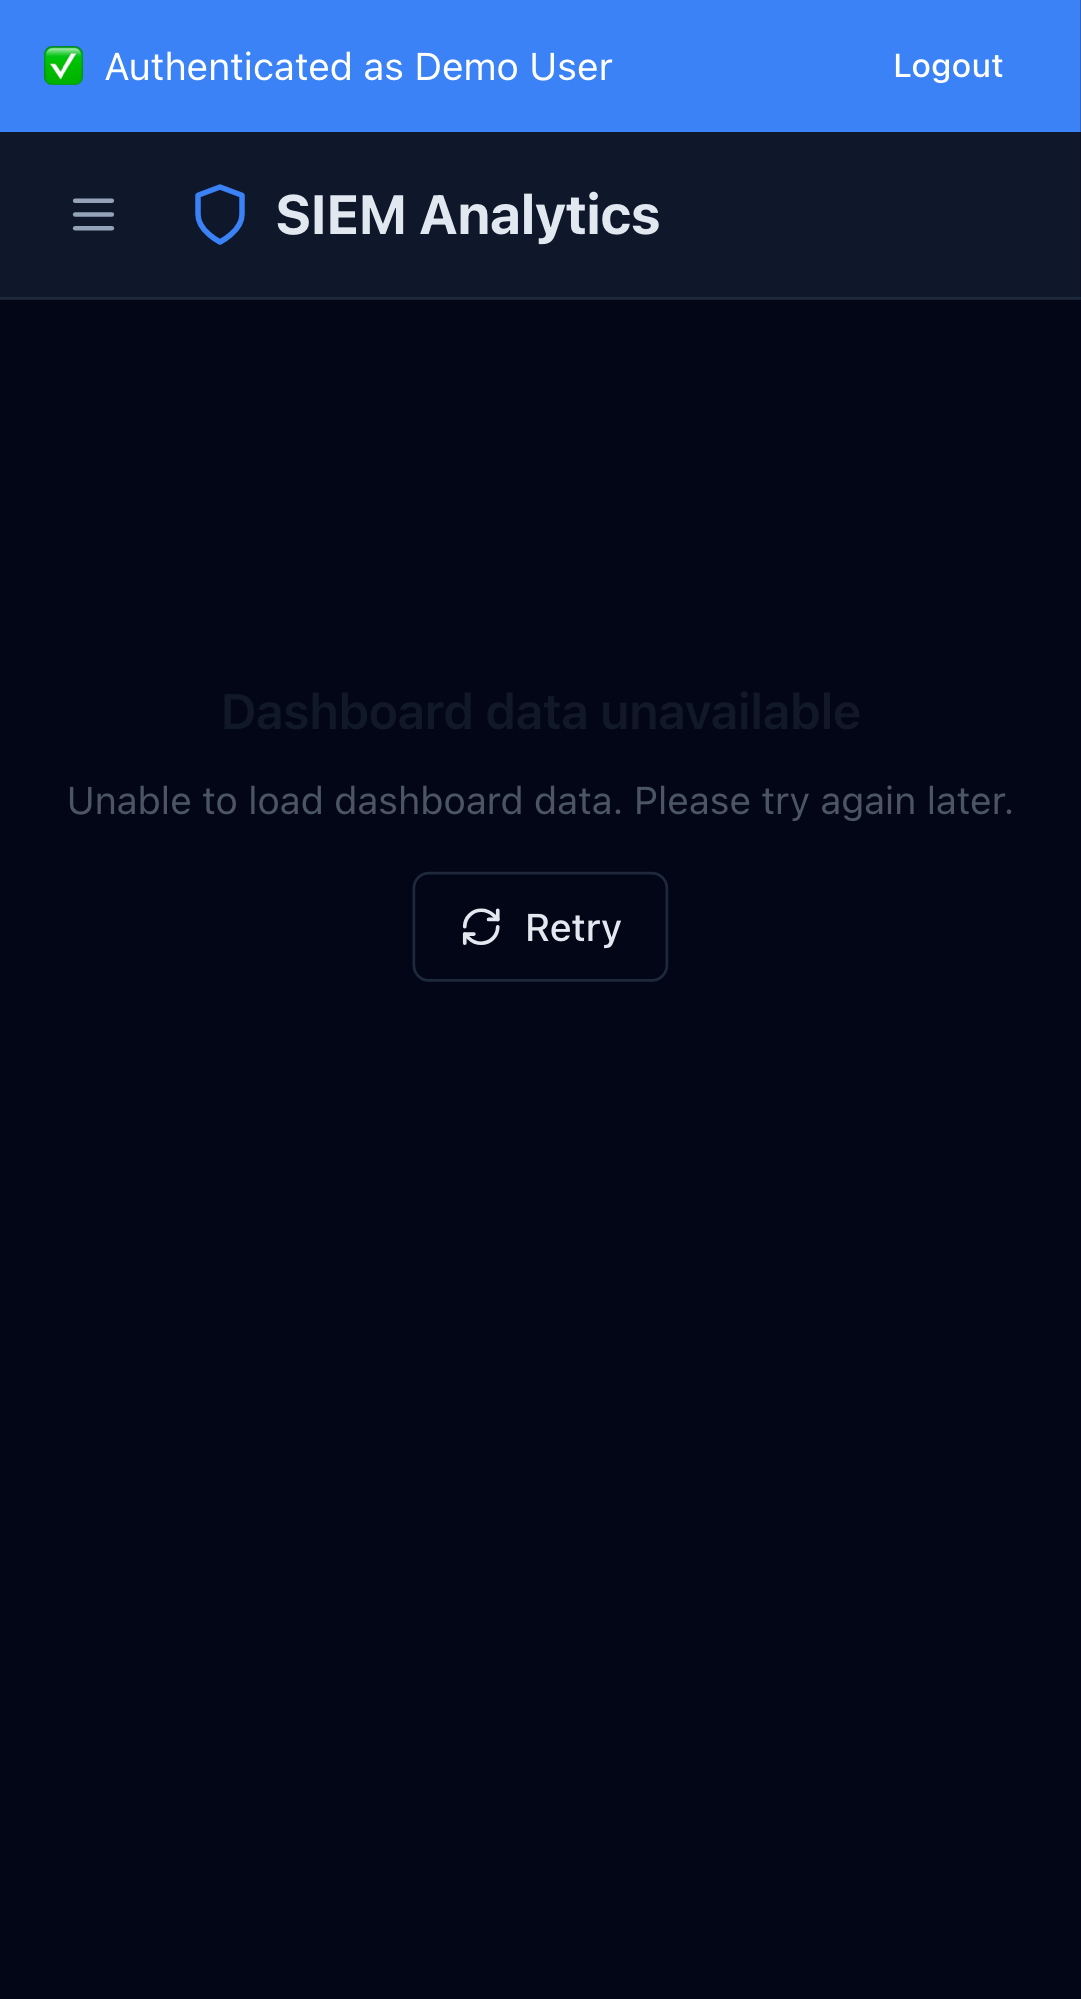 ✅ Authenticated as Demo User
Logout
SIEM Analytics
Dashboard data unavailable
Unable to load dashboard data. Please try again later.
Retry